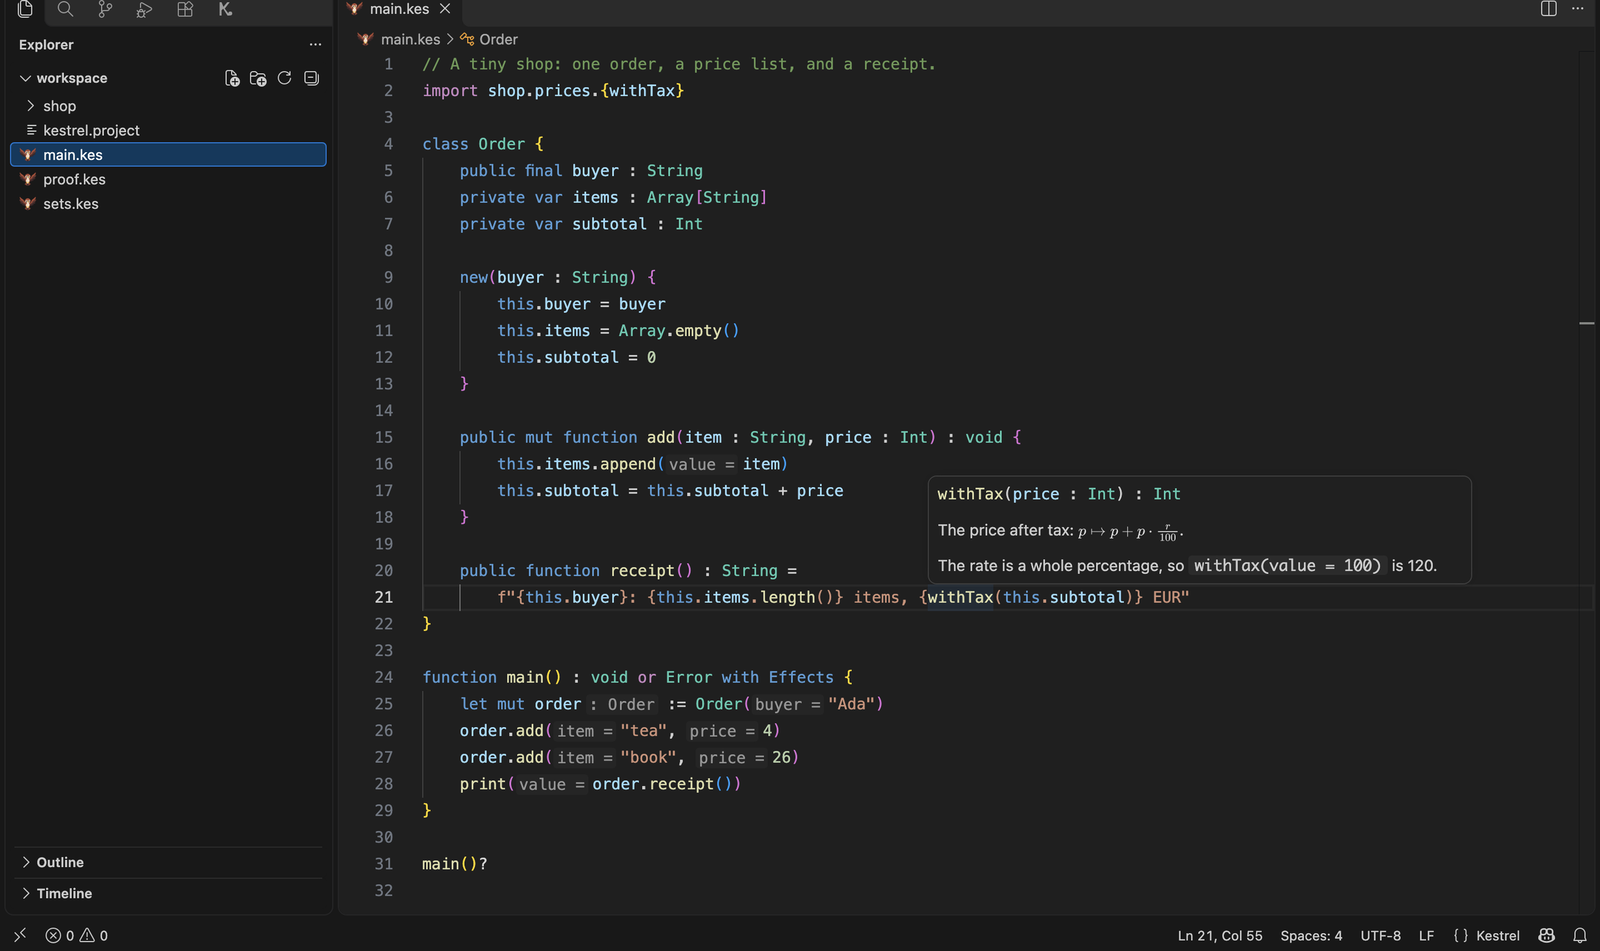 main.kes
Explorer
main.kes > Order
workspace
shop
kestrel.project
main.kes
proof.kes
sets.kes
Outline
Timeline
1 // A tiny shop: one order, a price list, and a receipt.
2 import shop.prices.{withTax}
3
4 class Order {
5 public final buyer : String
6 private var items : Array[String]
7 private var subtotal : Int
8
9 new(buyer : String) {
10 this.buyer = buyer
11 this.items = Array.empty()
12 this.subtotal = 0
13 }
14
15 public mut function add(item : String, price : Int) : void {
16 this.items.append(value = item)
17 this.subtotal = this.subtotal + price
18 }
19
20 public function receipt() : String =
21 f"{this.buyer}: {this.items.length()} items, {withTax(this.subtotal)} EUR"
22 }
23
24 function main() : void or Error with Effects {
25 let mut order : Order := Order(buyer = "Ada")
26 order.add(item = "tea", price = 4)
27 order.add(item = "book", price = 26)
28 print(value = order.receipt())
29 }
30
31 main()?
32
withTax(price : Int) : Int
The price after tax: p ↦ p + p · r/100.
The rate is a whole percentage, so withTax(value = 100) is 120.
0 0
Ln 21, Col 55 Spaces: 4 UTF-8 LF {} Kestrel